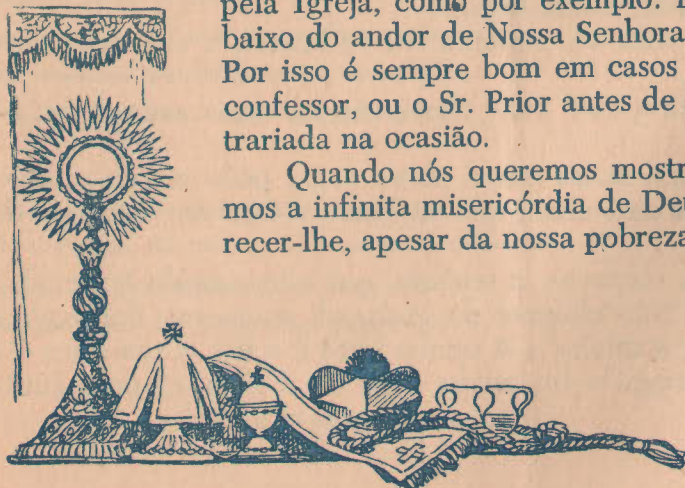 pela Igreja, como por exemplo:
baixo do andor de Nossa Senhora
Por isso é sempre bom em casos
confessor, ou o Sr. Prior antes de
trariada na ocasião.
Quando nós queremos mostr
mos a infinita misericórdia de Deu
recer-lhe, apesar da nossa pobreza